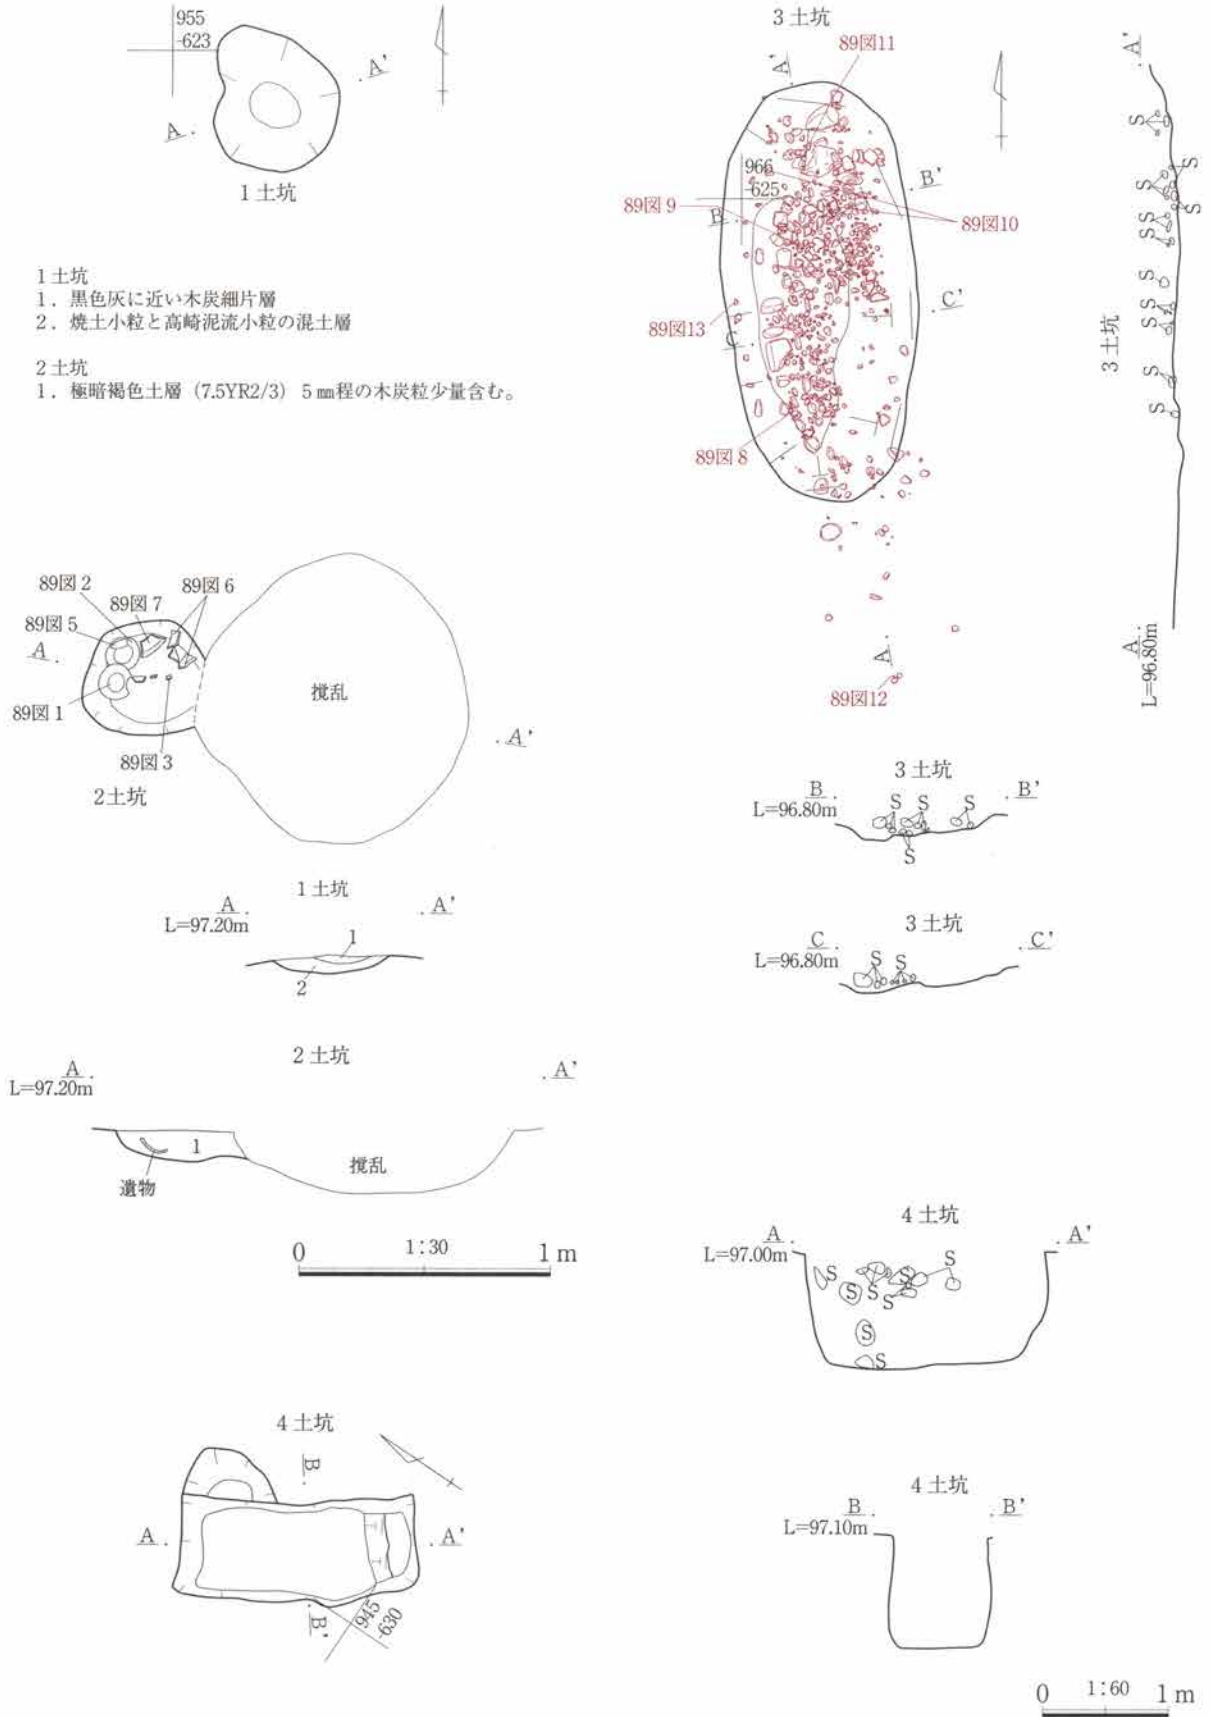 955
-623
A'
A
1土坑
1土坑
1．黒色灰に近い木炭細片層
2．焼土小粒と高崎泥流小粒の混土層
2土坑
1．極暗褐色土層（7.5YR2/3）5㎜程の木炭粒少量含む。
3土坑
89図11
A'
966
-625
B'
89図9
B
89図10
C'
89図13
C
89図8
A
89図12
A'
S
S
S
S
S
S
S
S
S
S
S
S
3土坑
A
L=96.80m
89図2
89図6
89図7
89図5
A
89図1
89図3
2土坑
撹乱
A'
3土坑
B
L=96.80m
B'
S S S
S
1土坑
A
L=97.20m
A'
1
2
3土坑
C
L=96.80m
C'
S S
2土坑
A
L=97.20m
A'
1
遺物
撹乱
0 1:30 1m
4土坑
A
L=97.00m
A'
S
S
S
S
S
S
S
S
4土坑
B
A
A'
B'
945
-630
4土坑
B
L=97.10m
B'
0 1:60 1m